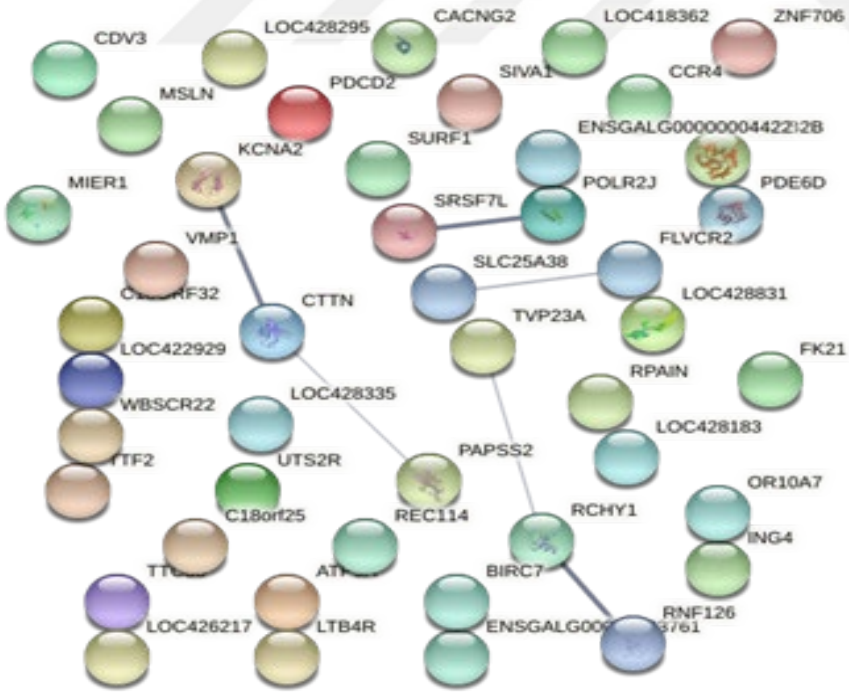 CDV3
LOC428295
CACNG2
LOC418362
ZNF706
MSLN
PDCD2
SIVA1
CCR4
KCNA2
SURF1
ENSGALG00000004422
MIER1
SRSF7L
POLR2J
PDE6D
VMP1
SLC25A38
FLVCR2
CTTN
TVP23A
LOC428831
LOC422929
RPAIN
FK21
WBSCR22
LOC428335
LOC428183
UTS2R
PAPSS2
OR10A7
C18orf25
REC114
RCHY1
ING4
BIRC7
RNF126
LOC426217
LTB4R